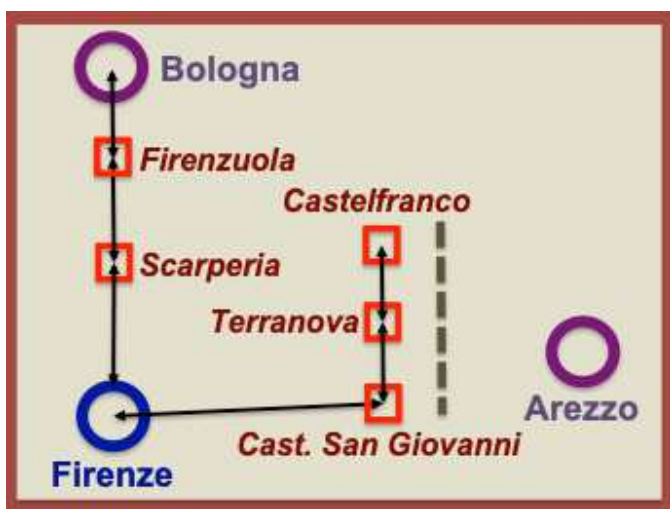 Bologna
Firenzuola
Castelfranco
Scarperia
Terranova
Arezzo
Cast. San Giovanni
Firenze